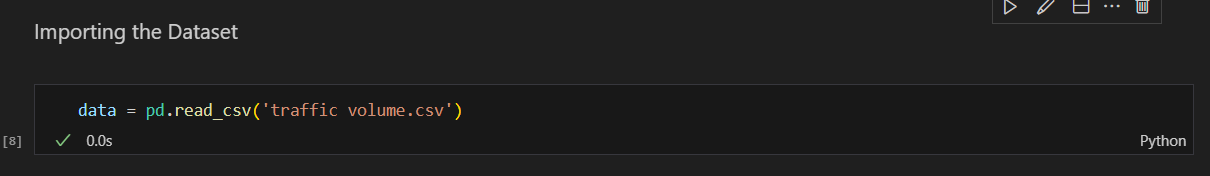 Importing the Dataset
data = pd.read_csv('traffic volume.csv')
[8]
0.0s
Python